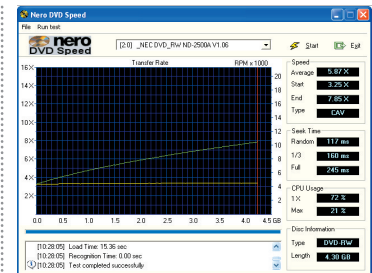 Nero DVD Speed
File Run test
nero
DVD Speed
[2:0] _NEC DVD_RW ND-2500A V1.06
Start
Exit
Transfer Rate
RPM x 1000
16X
14X
12X
10X
8X
6X
4X
2X
20
18
16
14
12
10
8
6
4
2
0.0 0.5 1.0 1.5 2.0 2.5 3.0 3.5 4.0 4.5 GB
Speed
Average 5.87 X
Start 3.25 X
End 7.85 X
Type CAV
Seek Time
Random 117 ms
1/3 160 ms
Full 245 ms
CPU Usage
1 X 72 %
Max 21 %
Disc Information
Type DVD-RW
Length 4.30 GB
[10:28:05] Load Time: 15.36 sec
[10:28:05] Recognition Time: 0.00 sec
[10:28:05] Test completed successfully